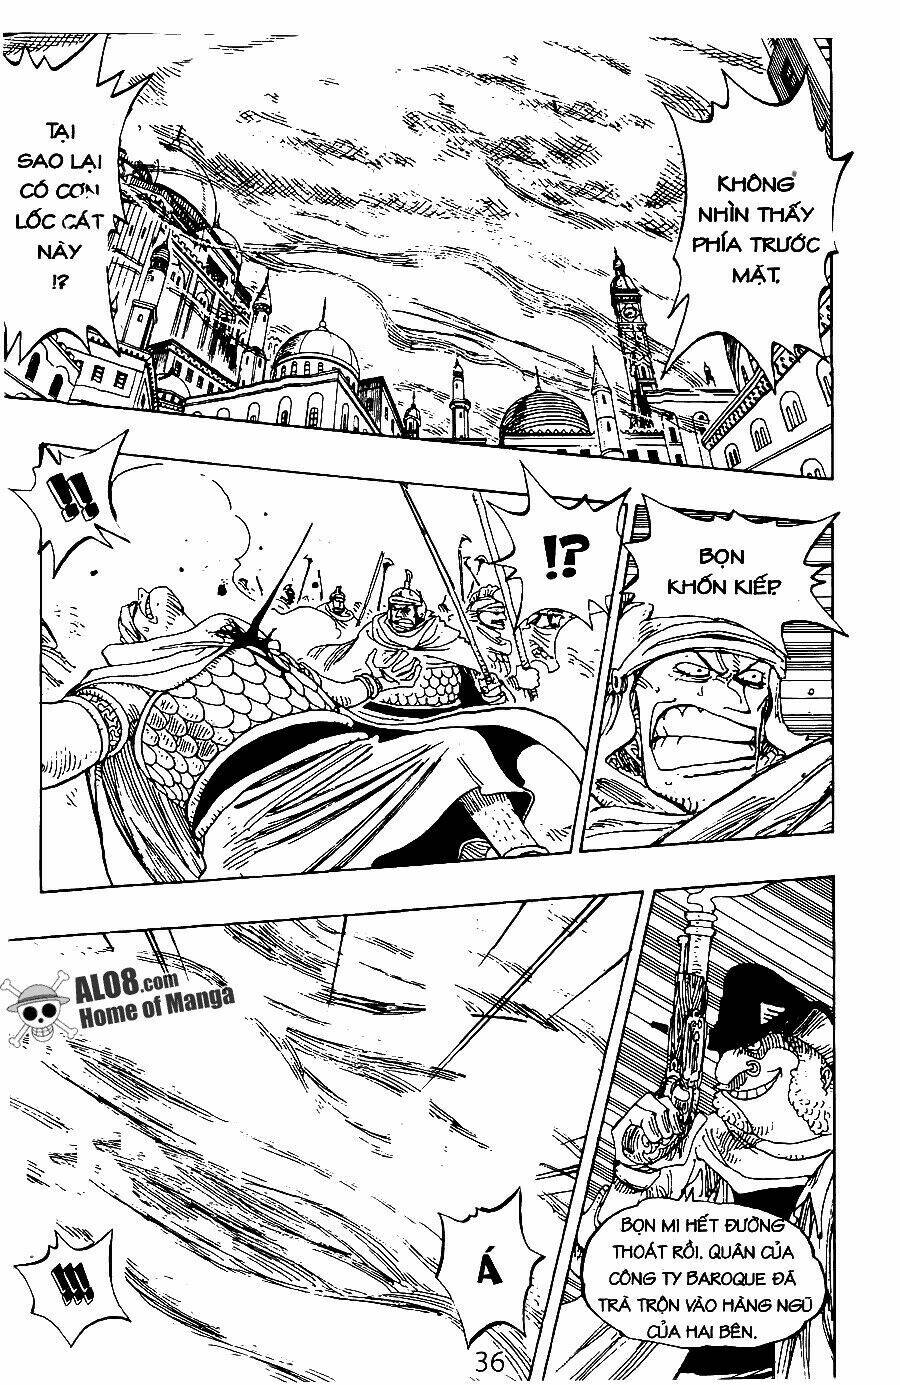 KHÔNG
NHÌN THẤY
PHÍA TRƯỚC
MẶT.
TẠI
SAO LẠI
CÓ CƠN
LỐC CÁT
NÀY
!?
BỌN
KHỐN KIẾP.
!?
!!
BỌN MI HẾT ĐƯỜNG
THOÁT RỒI. QUÂN CỦA
CÔNG TY BAROQUE ĐÃ
TRÀ TRỘN VÀO HÀNG NGŨ
CỦA HAI BÊN.
Á
!!!
ALO8.com
Home of Manga
36